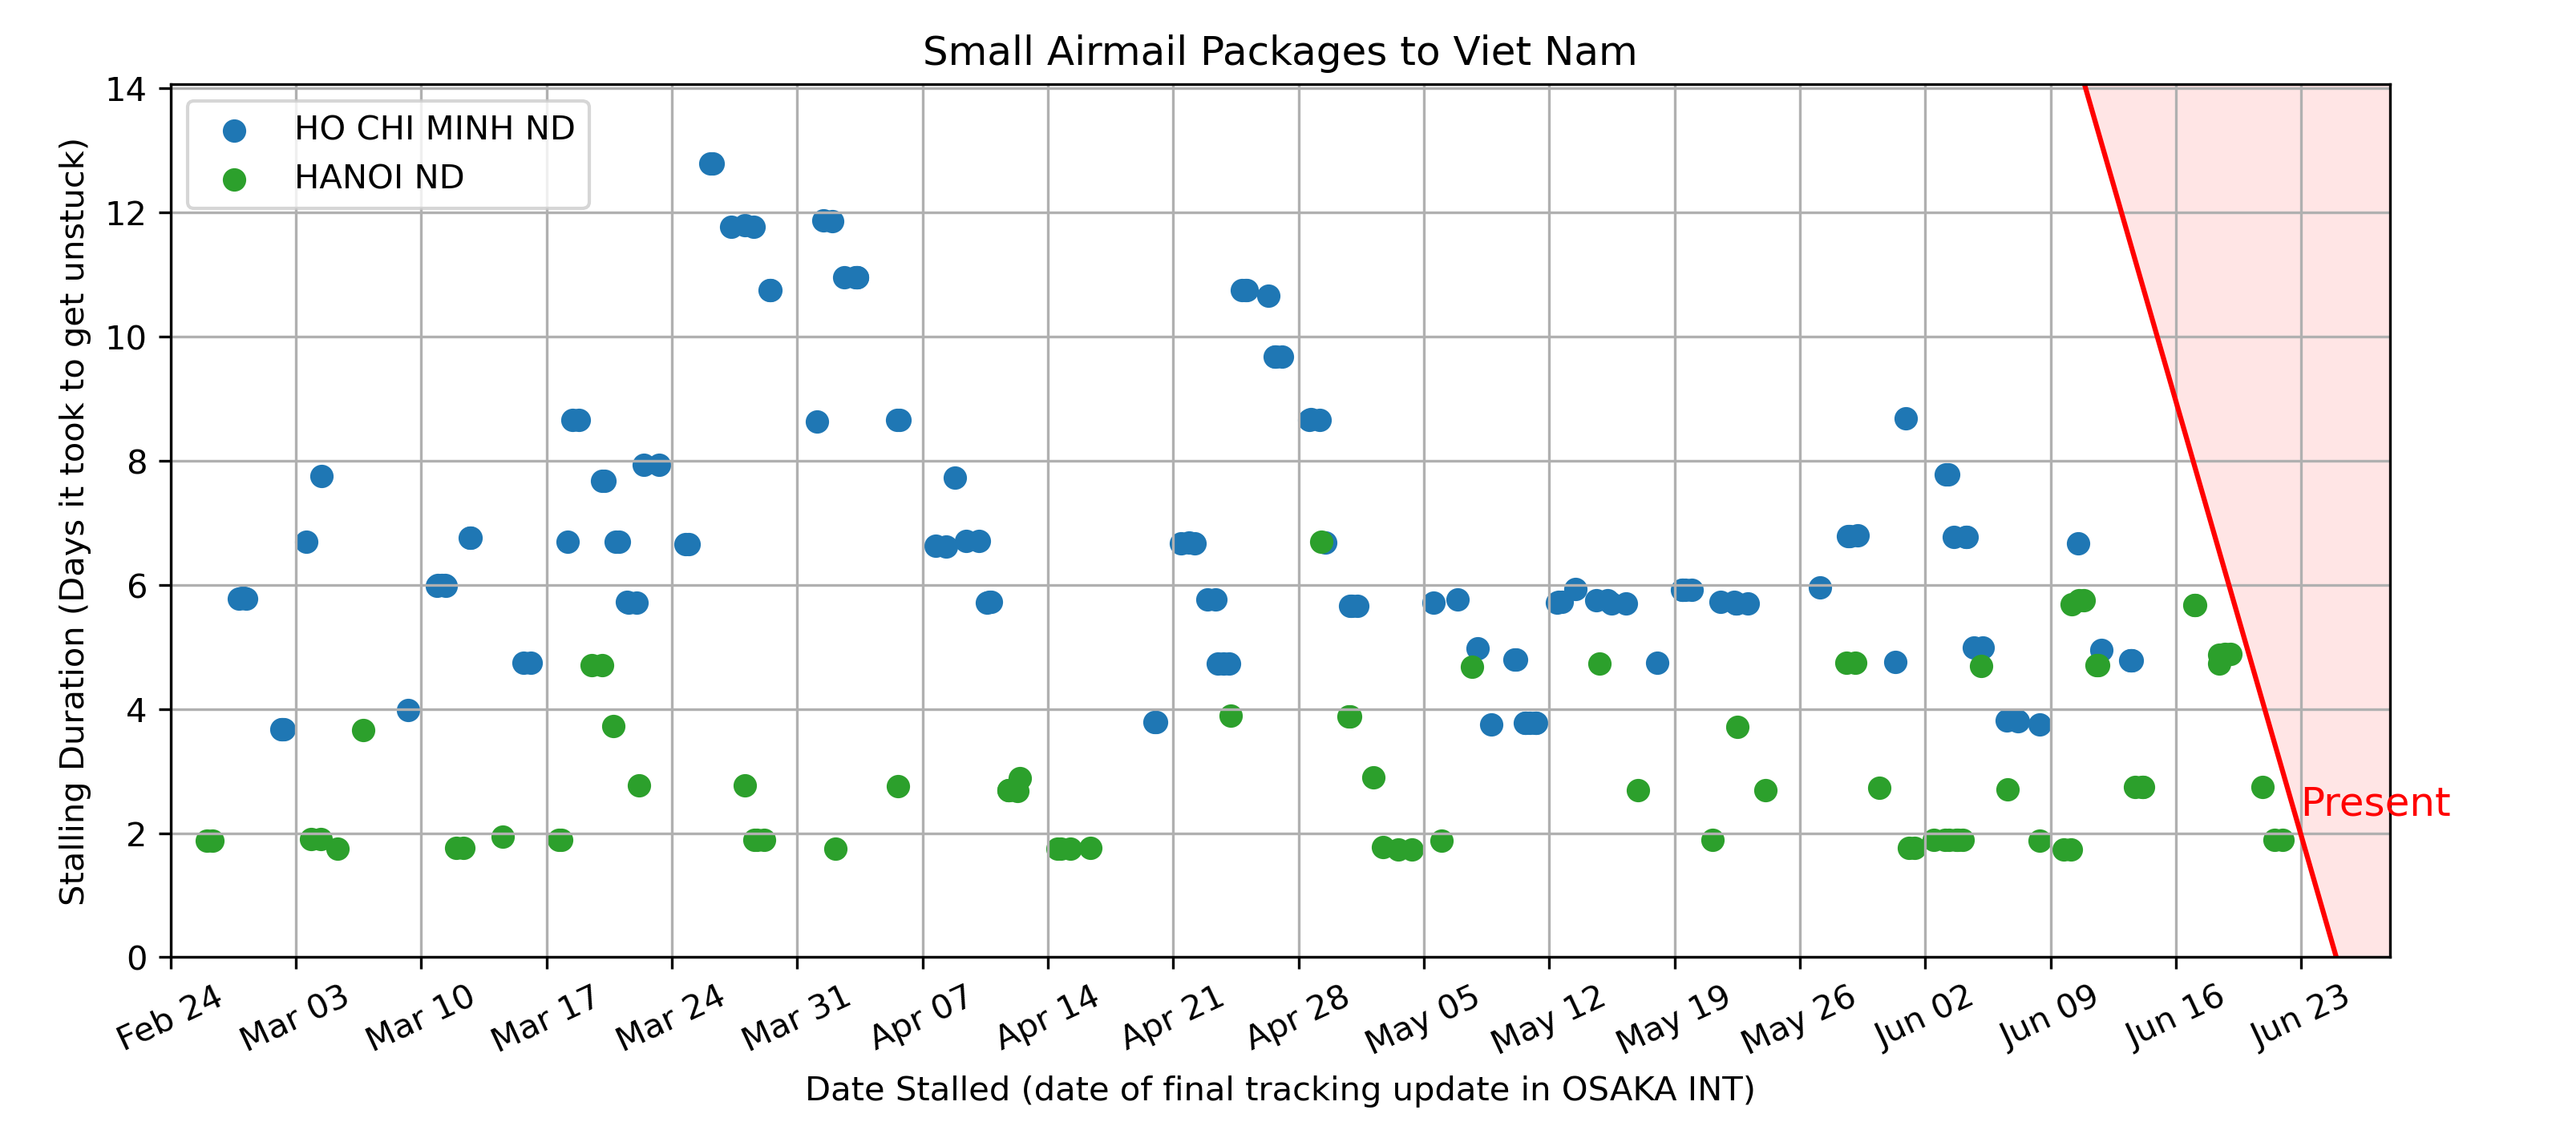 Small Airmail Packages to Viet Nam
HO CHI MINH ND
HANOI ND
Stalling Duration (Days it took to get unstuck)
14
12
10
8
6
4
2
0
Present
Feb 24
Mar 03
Mar 10
Mar 17
Mar 24
Mar 31
Apr 07
Apr 14
Apr 21
Apr 28
May 05
May 12
May 19
May 26
Jun 02
Jun 09
Jun 16
Jun 23
Date Stalled (date of final tracking update in OSAKA INT)